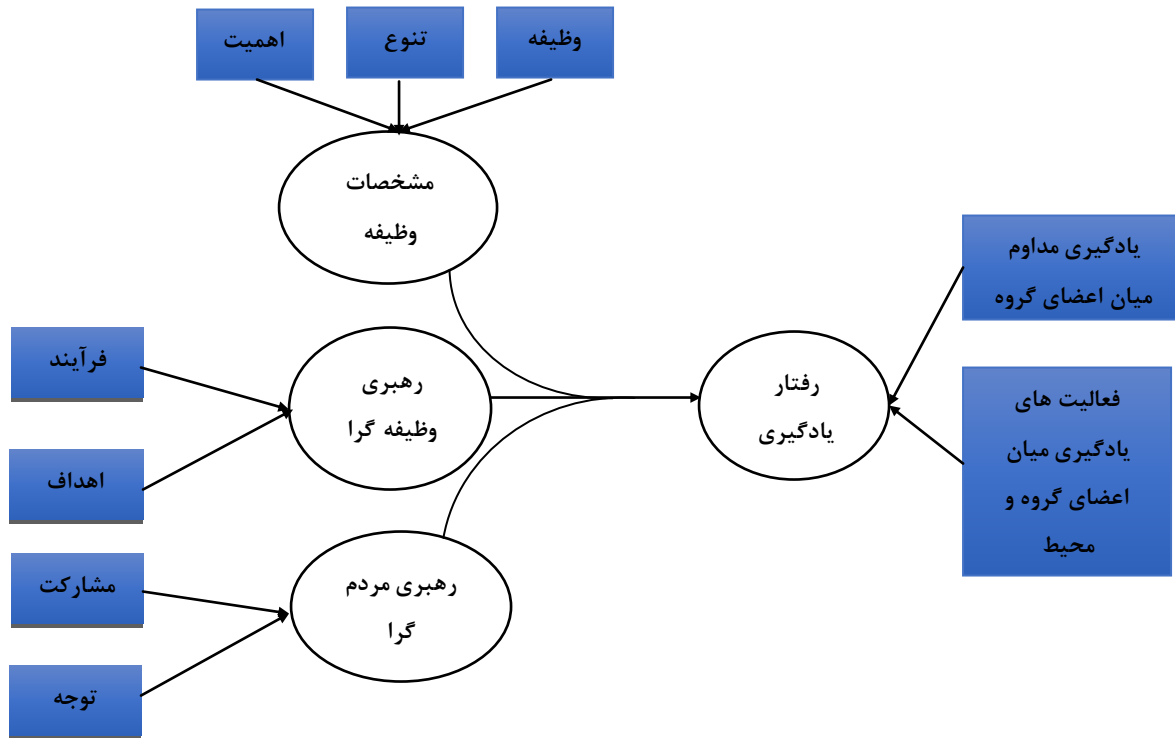 وظیفه
تنوع
اهمیت
مشخصات
وظیفه
یادگیری مداوم
میان اعضای گروه
فعالیت های
یادگیری میان
اعضای گروه و
محیط
رفتار
یادگیری
رهبری
وظیفه گرا
فرآیند
اهداف
رهبری مردم
گرا
مشارکت
توجه